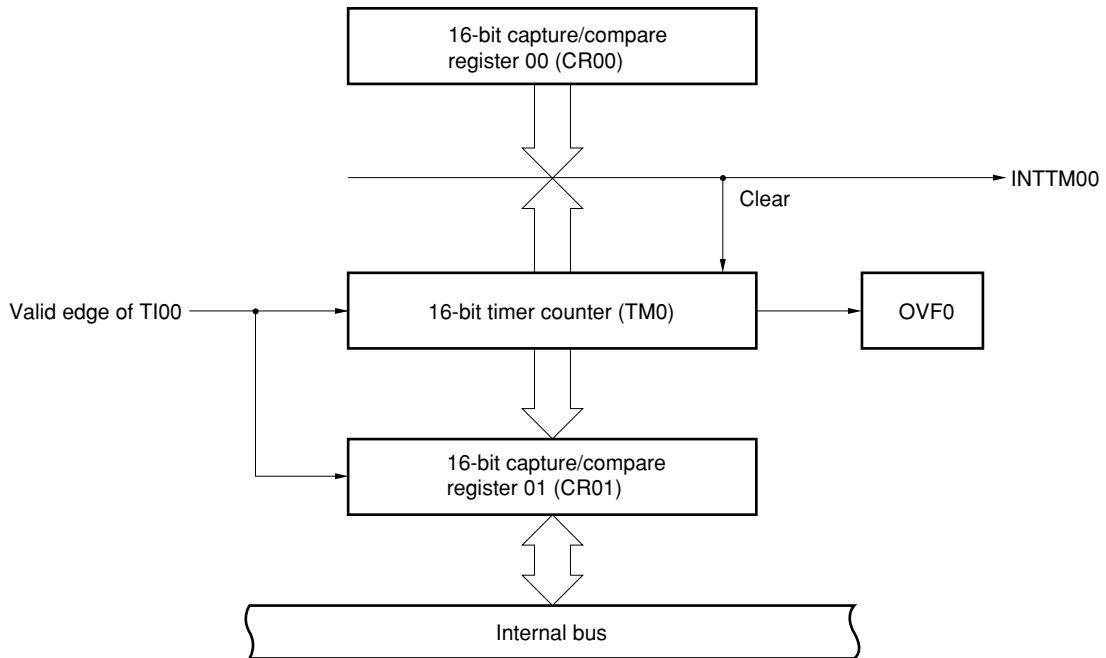 16-bit capture/compare
register 00 (CR00)
INTTM00
Clear
Valid edge of TI00
16-bit timer counter (TM0)
OVF0
16-bit capture/compare
register 01 (CR01)
Internal bus